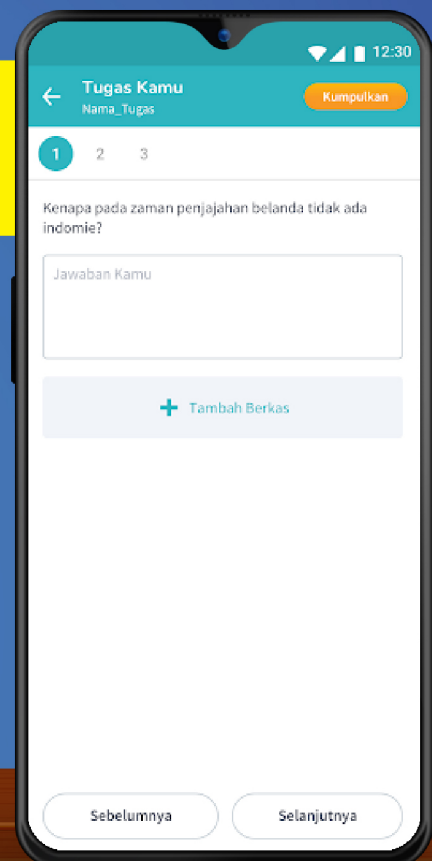 12:30
Tugas Kamu
Nama_Tugas
Kumpulkan
1 2 3
Kenapa pada zaman penjajahan belanda tidak ada
indomie?
Jawaban Kamu
Tambah Berkas
Sebelumnya
Selanjutnya